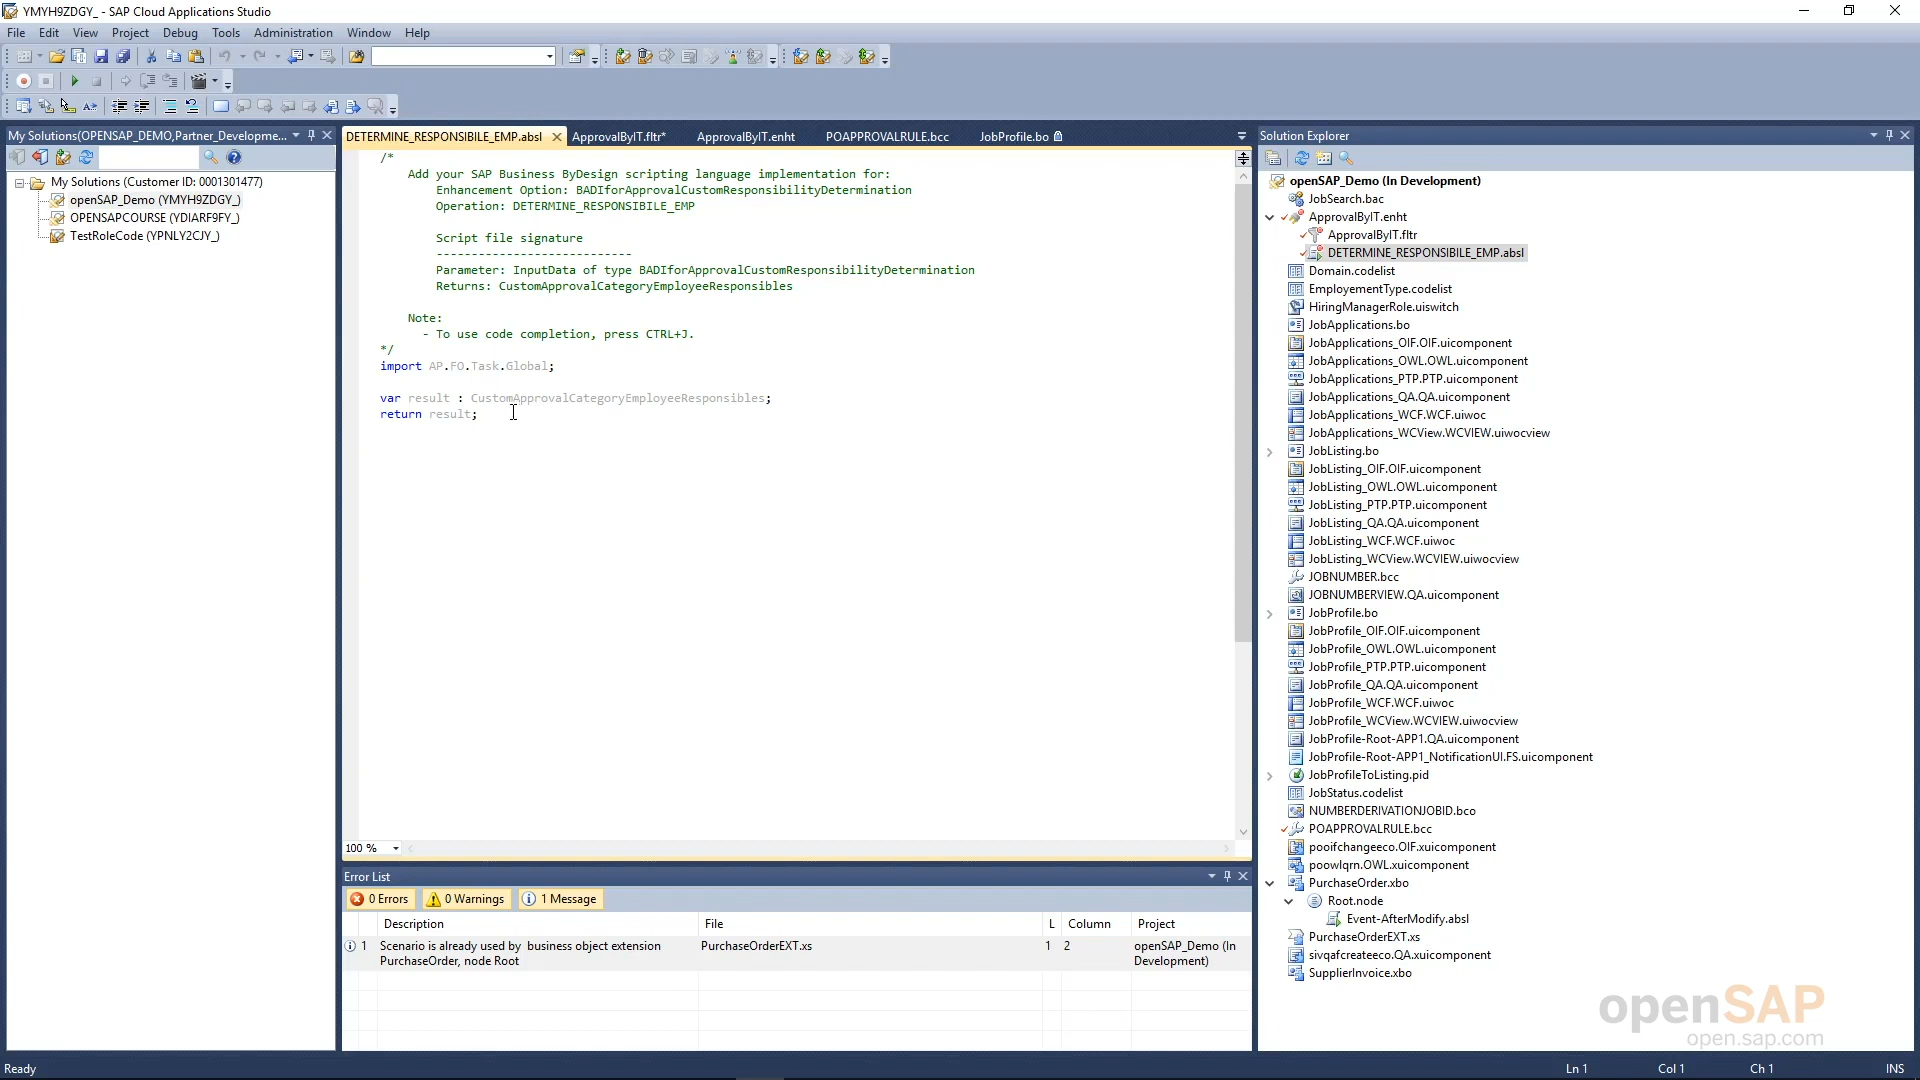 YMYH9ZDGY_ - SAP Cloud Applications Studio
File Edit View Project Debug Tools Administration Window Help
My Solutions(OPENSAP_DEMO,Partner_Developme...
My Solutions (Customer ID: 0001301477)
openSAP_Demo (YMYH9ZDGY_)
OPENSAPCOURSE (YDIARF9FY_)
TestRoleCode (YPNLY2CJY_)
DETERMINE_RESPONSIBILE_EMP.absl ApprovalByIT.fltr* ApprovalByIT.enht POAPPROVALRULE.bcc JobProfile.bo
/*
Add your SAP Business ByDesign scripting language implementation for:
Enhancement Option: BADIforApprovalCustomResponsibilityDetermination
Operation: DETERMINE_RESPONSIBILE_EMP
Script file signature
----------------------------
Parameter: InputData of type BADIforApprovalCustomResponsibilityDetermination
Returns: CustomApprovalCategoryEmployeeResponsibles
Note:
- To use code completion, press CTRL+J.
*/
import AP.FO.Task.Global;
var result : CustomApprovalCategoryEmployeeResponsibles;
return result;
100 %
Error List
0 Errors 0 Warnings 1 Message
Description File L Column Project
1 Scenario is already used by business object extension PurchaseOrderEXT.xs 1 2 openSAP_Demo (In
PurchaseOrder, node Root Development)
Solution Explorer
openSAP_Demo (In Development)
JobSearch.bac
ApprovalByIT.enht
ApprovalByIT.fltr
DETERMINE_RESPONSIBILE_EMP.absl
Domain.codelist
EmployementType.codelist
HiringManagerRole.uiswitch
JobApplications.bo
JobApplications_OIF.OIF.uicomponent
JobApplications_OWL.OWL.uicomponent
JobApplications_PTP.PTP.uicomponent
JobApplications_QA.QA.uicomponent
JobApplications_WCF.WCF.uiwoc
JobApplications_WCView.WCVIEW.uiwocview
JobListing.bo
JobListing_OIF.OIF.uicomponent
JobListing_OWL.OWL.uicomponent
JobListing_PTP.PTP.uicomponent
JobListing_QA.QA.uicomponent
JobListing_WCF.WCF.uiwoc
JobListing_WCView.WCVIEW.uiwocview
JOBNUMBER.bcc
JOBNUMBERVIEW.QA.uicomponent
JobProfile.bo
JobProfile_OIF.OIF.uicomponent
JobProfile_OWL.OWL.uicomponent
JobProfile_PTP.PTP.uicomponent
JobProfile_QA.QA.uicomponent
JobProfile_WCF.WCF.uiwoc
JobProfile_WCView.WCVIEW.uiwocview
JobProfile-Root-APP1.QA.uicomponent
JobProfile-Root-APP1_NotificationUI.FS.uicomponent
JobProfileToListing.pid
JobStatus.codelist
NUMBERDERIVATIONJOBID.bco
POAPPROVALRULE.bcc
pooifchangeeco.OIF.xuicomponent
poowlqrn.OWL.xuicomponent
PurchaseOrder.xbo
Root.node
Event-AfterModify.absl
PurchaseOrderEXT.xs
sivqafcreateeco.QA.xuicomponent
SupplierInvoice.xbo
openSAP
open.sap.com
Ready Ln 1 Col 1 Ch 1 INS